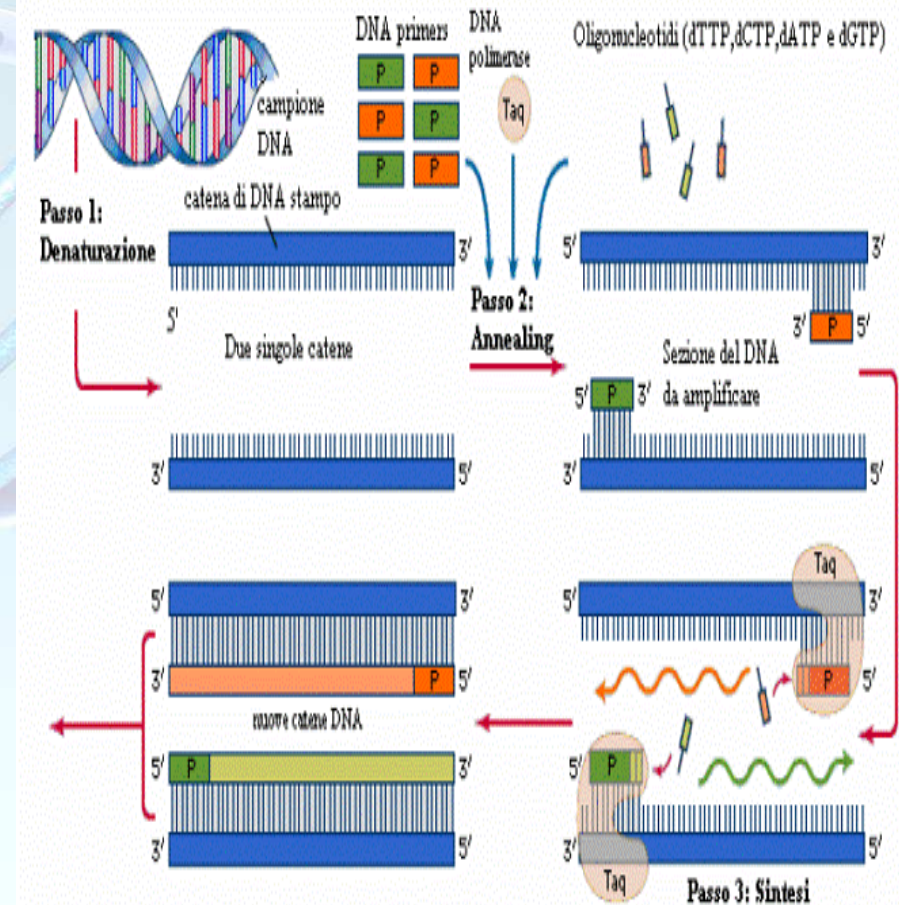 DNA primers
DNA
polimerase
Oligonucleotidi (dTTP,dCTP,dATP e dGTP)
P P
P P
P P
Taq
campione
DNA
catena di DNA stampo
Passo 1:
Denaturazione
3'
5'
Due singole catene
3' 5'
Passo 2:
Annealing
5' 3'
3' P 5'
Sezione del DNA
da amplificare
5' P 3'
3' 5'
Taq
5' 3'
P 5'
5' P
3' 5'
Taq
Passo 3: Sintesi
5' 3'
3' P 5'
nuove catene DNA
5' P 3'
3' 5'